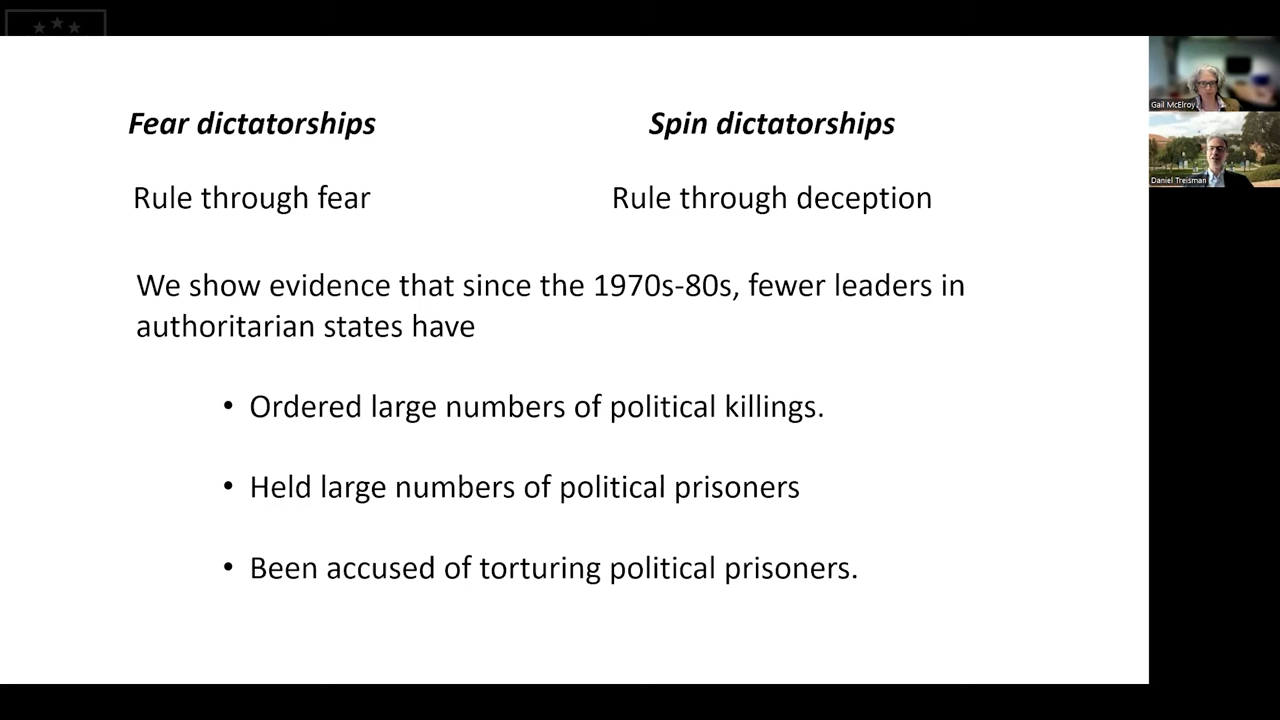 Fear dictatorships
Spin dictatorships
Rule through fear
Rule through deception
We show evidence that since the 1970s-80s, fewer leaders in
authoritarian states have
• Ordered large numbers of political killings.
• Held large numbers of political prisoners
• Been accused of torturing political prisoners.
Gail McElroy
Daniel Treisman